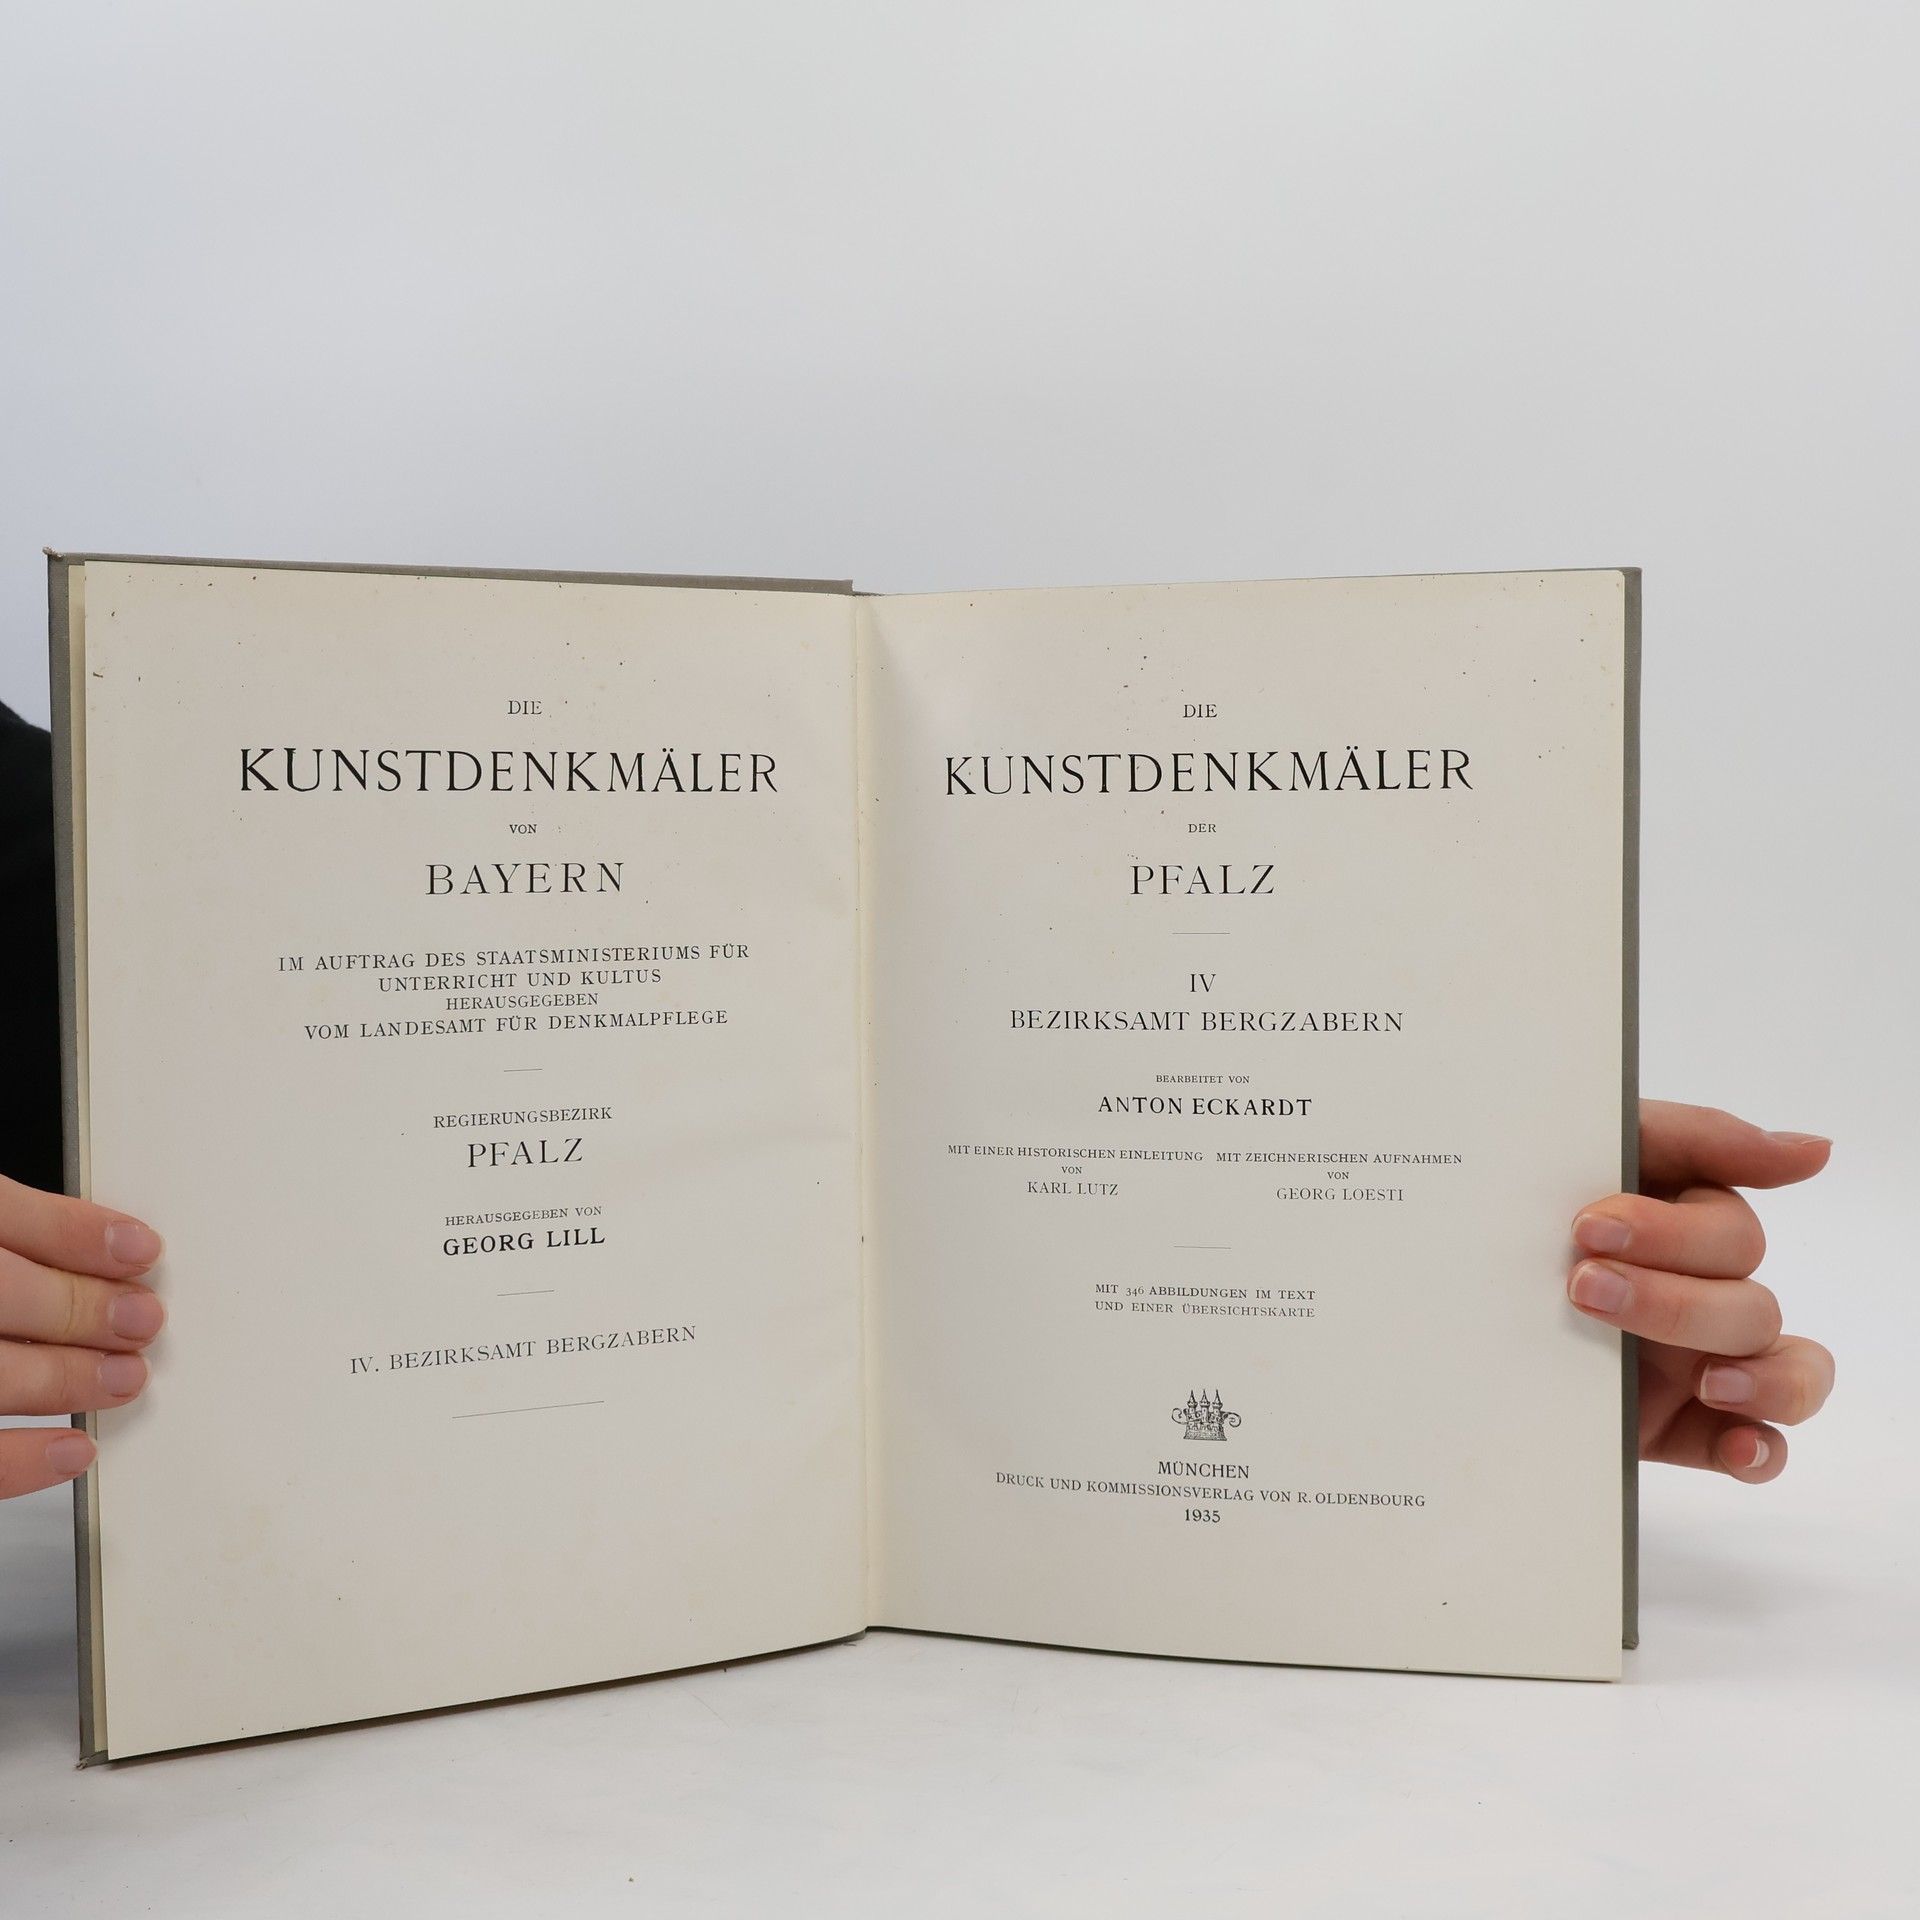 DIE
KUNSTDENKMÄLER
VON
BAYERN
IM AUFTRAG DES STAATSMINISTERIUMS FÜR
UNTERRICHT UND KULTUS
HERAUSGEGEBEN
VOM LANDESAMT FÜR DENKMALPFLEGE
REGIERUNGSBEZIRK
PFALZ
HERAUSGEGEBEN VON
GEORG LILL
IV. BEZIRKSAMT BERGZABERN
DIE
KUNSTDENKMÄLER
DER
PFALZ
IV
BEZIRKSAMT BERGZABERN
BEARBEITET VON
ANTON ECKARDT
MIT EINER HISTORISCHEN EINLEITUNG
VON
KARL LUTZ
MIT ZEICHNERISCHEN AUFNAHMEN
VON
GEORG LOESTI
MIT 346 ABBILDUNGEN IM TEXT
UND EINER ÜBERSICHTSKARTE
MÜNCHEN
DRUCK UND KOMMISSIONSVERLAG VON R. OLDENBOURG
1935